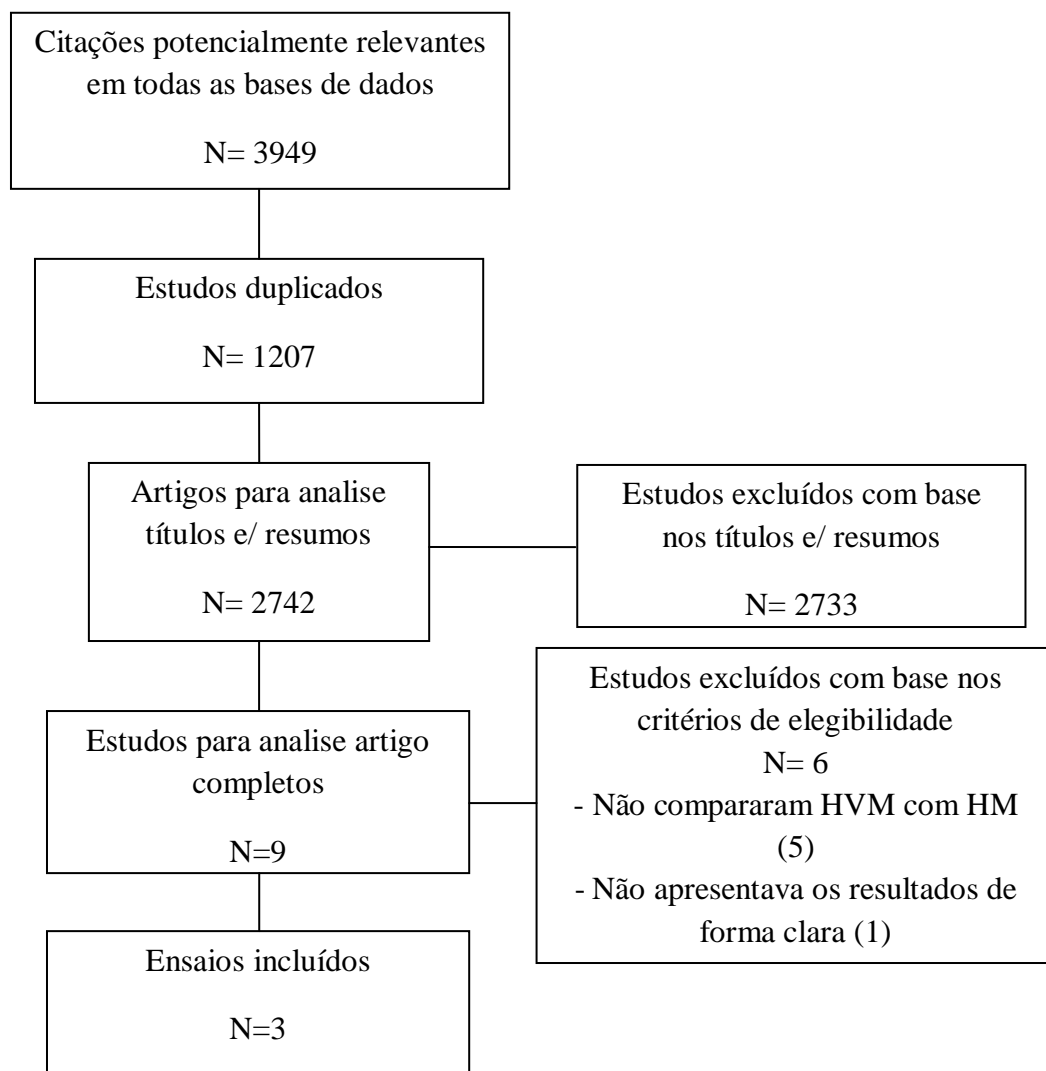 Citações potencialmente relevantes
em todas as bases de dados
N= 3949
Estudos duplicados
N= 1207
Artigos para analise
títulos e/ resumos
N= 2742
Estudos excluídos com base
nos títulos e/ resumos
N= 2733
Estudos para analise artigo
completos
N=9
Estudos excluídos com base nos
critérios de elegibilidade
N= 6
- Não compararam HVM com HM
(5)
- Não apresentava os resultados de
forma clara (1)
Ensaios incluídos
N=3